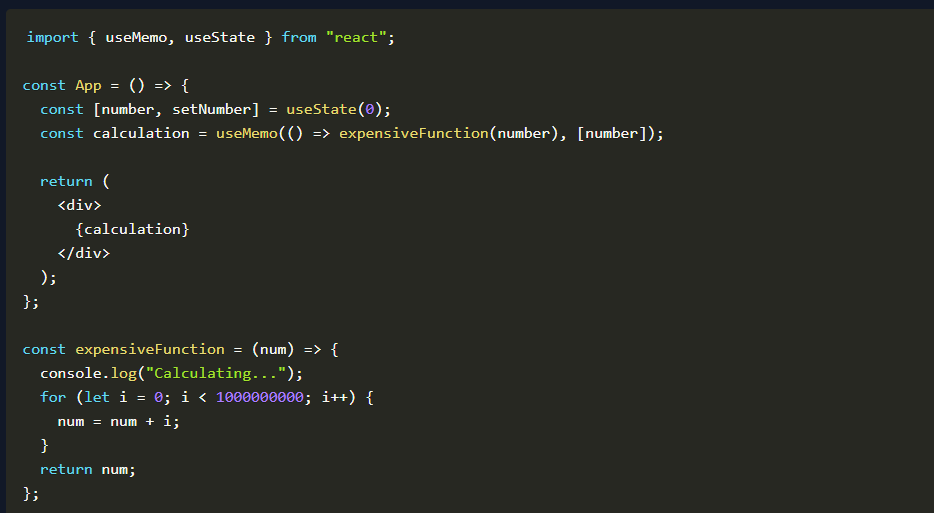 import { useMemo, useState } from "react";

const App = () => {
  const [number, setNumber] = useState(0);
  const calculation = useMemo(() => expensiveFunction(number), [number]);

  return (
    <div>
      {calculation}
    </div>
  );
};

const expensiveFunction = (num) => {
  console.log("Calculating...");
  for (let i = 0; i < 1000000000; i++) {
    num = num + i;
  }
  return num;
};